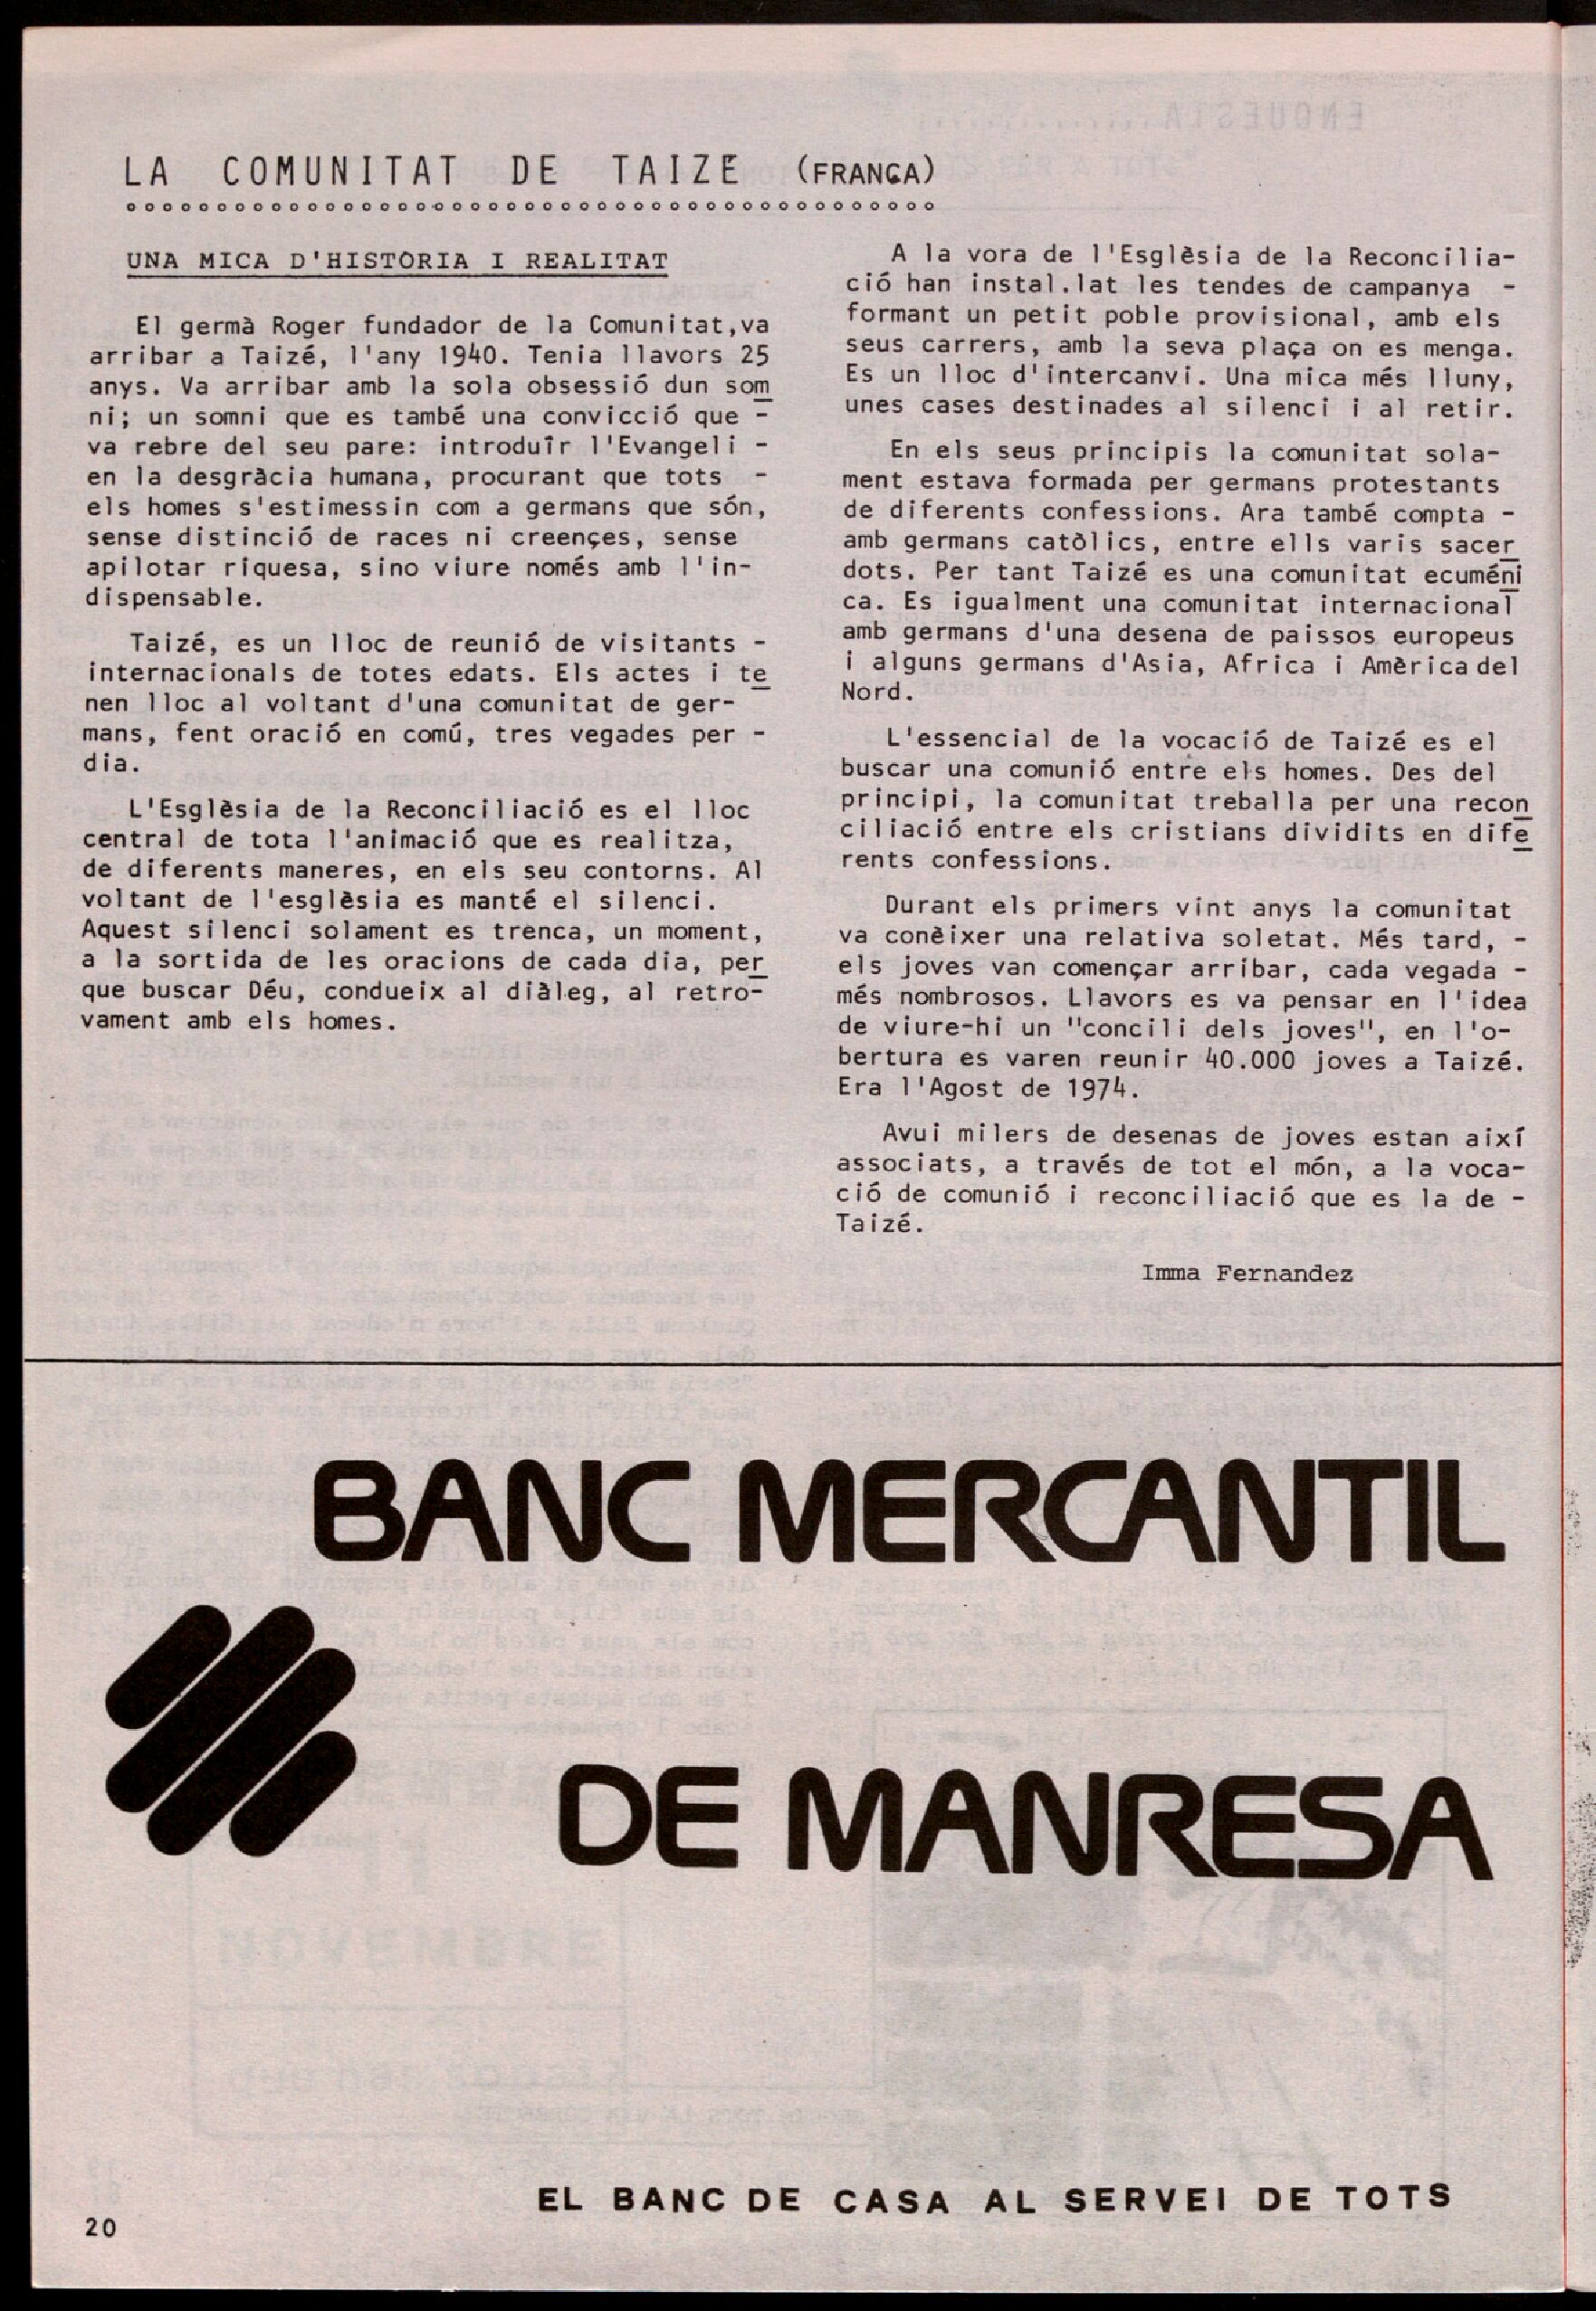 LA COMUNITAT DE TAIZE (FRANÇA)
UNA MICA D'HISTÒRIA I REALITAT
El germà Roger fundador de la Comunitat,va
arribar a Taizé, l'any 1940. Tenia llavors 25
anys. Va arribar amb la sola obsessió dun som
ni; un somni que es també una convicció que -
va rebre del seu pare: introduîr l'Evangeli -
en la desgràcia humana, procurant que tots -
els homes s'estimessin com a germans que són,
sense distinció de races ni creençes, sense
apilotar riquesa, sino viure només amb l'in-
dispensable.
Taizé, es un lloc de reunió de visitants -
internacionals de totes edats. Els actes i te
nen lloc al voltant d'una comunitat de ger-
mans, fent oració en comú, tres vegades per -
dia.
L'Esglèsia de la Reconciliació es el lloc
central de tota l'animació que es realitza,
de diferents maneres, en els seu contorns. Al
voltant de l'esglèsia es manté el silenci.
Aquest silenci solament es trenca, un moment,
a la sortida de les oracions de cada dia, per
que buscar Déu, condueix al diàleg, al retro-
vament amb els homes.
A la vora de l'Esglèsia de la Reconcilia-
ció han instal.lat les tendes de campanya -
formant un petit poble provisional, amb els
seus carrers, amb la seva plaça on es menga.
Es un lloc d'intercanvi. Una mica més lluny,
unes cases destinades al silenci i al retir.
En els seus principis la comunitat sola-
ment estava formada per germans protestants
de diferents confessions. Ara també compta -
amb germans catòlics, entre ells varis sacer
dots. Per tant Taizé es una comunitat ecuméni
ca. Es igualment una comunitat internacional
amb germans d'una desena de paissos europeus
i alguns germans d'Asia, Africa i Amèrica del
Nord.
L'essencial de la vocació de Taizé es el
buscar una comunió entre els homes. Des del
principi, la comunitat treballa per una recon
ciliació entre els cristians dividits en dife
rents confessions.
Durant els primers vint anys la comunitat
va conèixer una relativa soletat. Més tard, -
els joves van començar arribar, cada vegada -
més nombrosos. Llavors es va pensar en l'idea
de viure-hi un "concili dels joves", en l'o-
bertura es varen reunir 40.000 joves a Taizé.
Era l'Agost de 1974.
Avui milers de desenas de joves estan així
associats, a través de tot el món, a la voca-
ció de comunió i reconciliació que es la de -
Taizé.
Imma Fernandez
BANC MERCANTIL
DE MANRESA
EL BANC DE CASA AL SERVEI DE TOTS
20